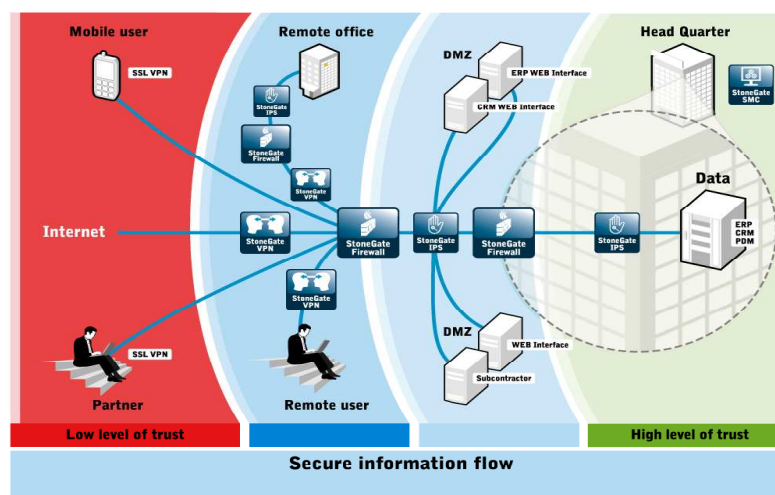 Mobile user
SSL VPN
Remote office
StoneGate
IPS
StoneGate
Firewall
StoneGate
VPN
DMZ
ERP WEB Interface
CRM WEB Interface
Head Quarter
StoneGate
SMC
Data
ERP
CRM
PDM
Internet
StoneGate
VPN
StoneGate
Firewall
StoneGate
IPS
StoneGate
Firewall
StoneGate
IPS
StoneGate
VPN
DMZ
WEB Interface
Subcontractor
SSL VPN
Partner
Remote user
Low level of trust
High level of trust
Secure information flow